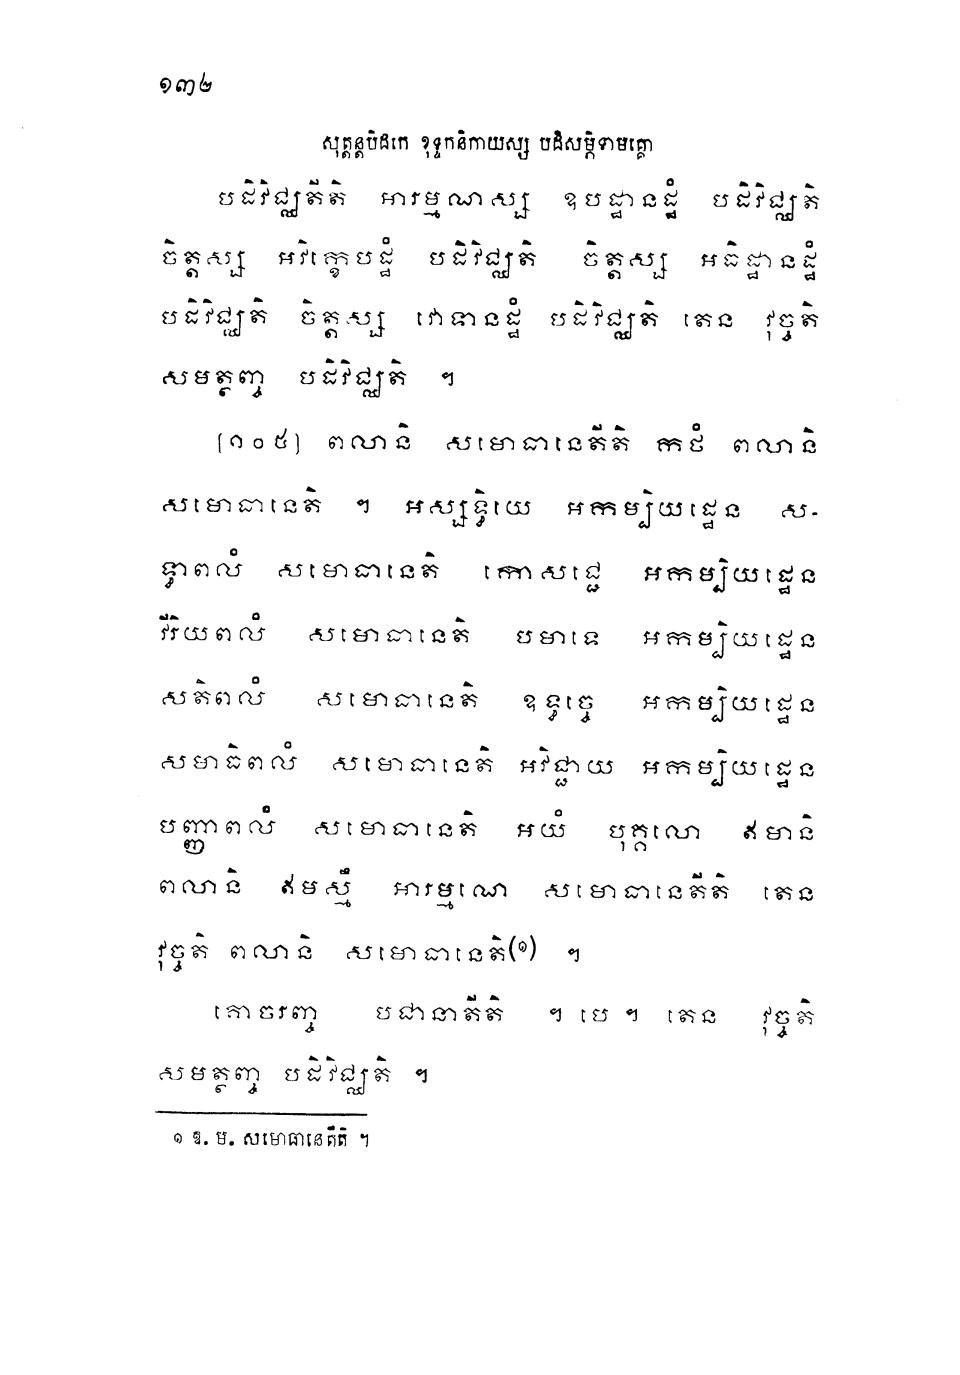 ១៣២
សុត្តន្តបិដកេ ខុទ្ទកនិកាយស្ស បដិសម្ភិទាមគ្គោ
បដិវិជ្ឈតីតិ អារម្មណស្ស ឧបដ្ឋានដ្ឋំ បដិវិជ្ឈតិ
ចិត្តស្ស អវិក្ខេបដ្ឋំ បដិវិជ្ឈតិ ចិត្តស្ស អធិដ្ឋានដ្ឋំ
បដិវិជ្ឈតិ ចិត្តស្ស វោទានដ្ឋំ បដិវិជ្ឈតិ តេន វុច្ចតិ
សមត្ថញ្ច បដិវិជ្ឈតិ ។
(១០៥) ពលានិ សមោធានេតីតិ កថំ ពលានិ
សមោធានេតិ ។ អស្សទ្ធិយេ អកម្បិយដ្ឋេន ស-
ទ្ធាពលំ សមោធានេតិ កោសជ្ជេ អកម្បិយដ្ឋេន
វីរិយពលំ សមោធានេតិ បមាទេ អកម្បិយដ្ឋេន
សតិពលំ សមោធានេតិ ឧទ្ធច្ចេ អកម្បិយដ្ឋេន
សមាធិពលំ សមោធានេតិ អវិជ្ជាយ អកម្បិយដ្ឋេន
បញ្ញាពលំ សមោធានេតិ អយំ បុគ្គលោ ឥមានិ
ពលានិ ឥមស្មឹ អារម្មណេ សមោធានេតីតិ តេន
វុច្ចតិ ពលានិ សមោធានេតិ(១) ។
គោចរញ្ច បជានាតីតិ ។ បេ ។ តេន វុច្ចតិ
សមត្ថញ្ច បដិវិជ្ឈតិ ។
១ ឱ. ម. សមោធានេតីតិ ។